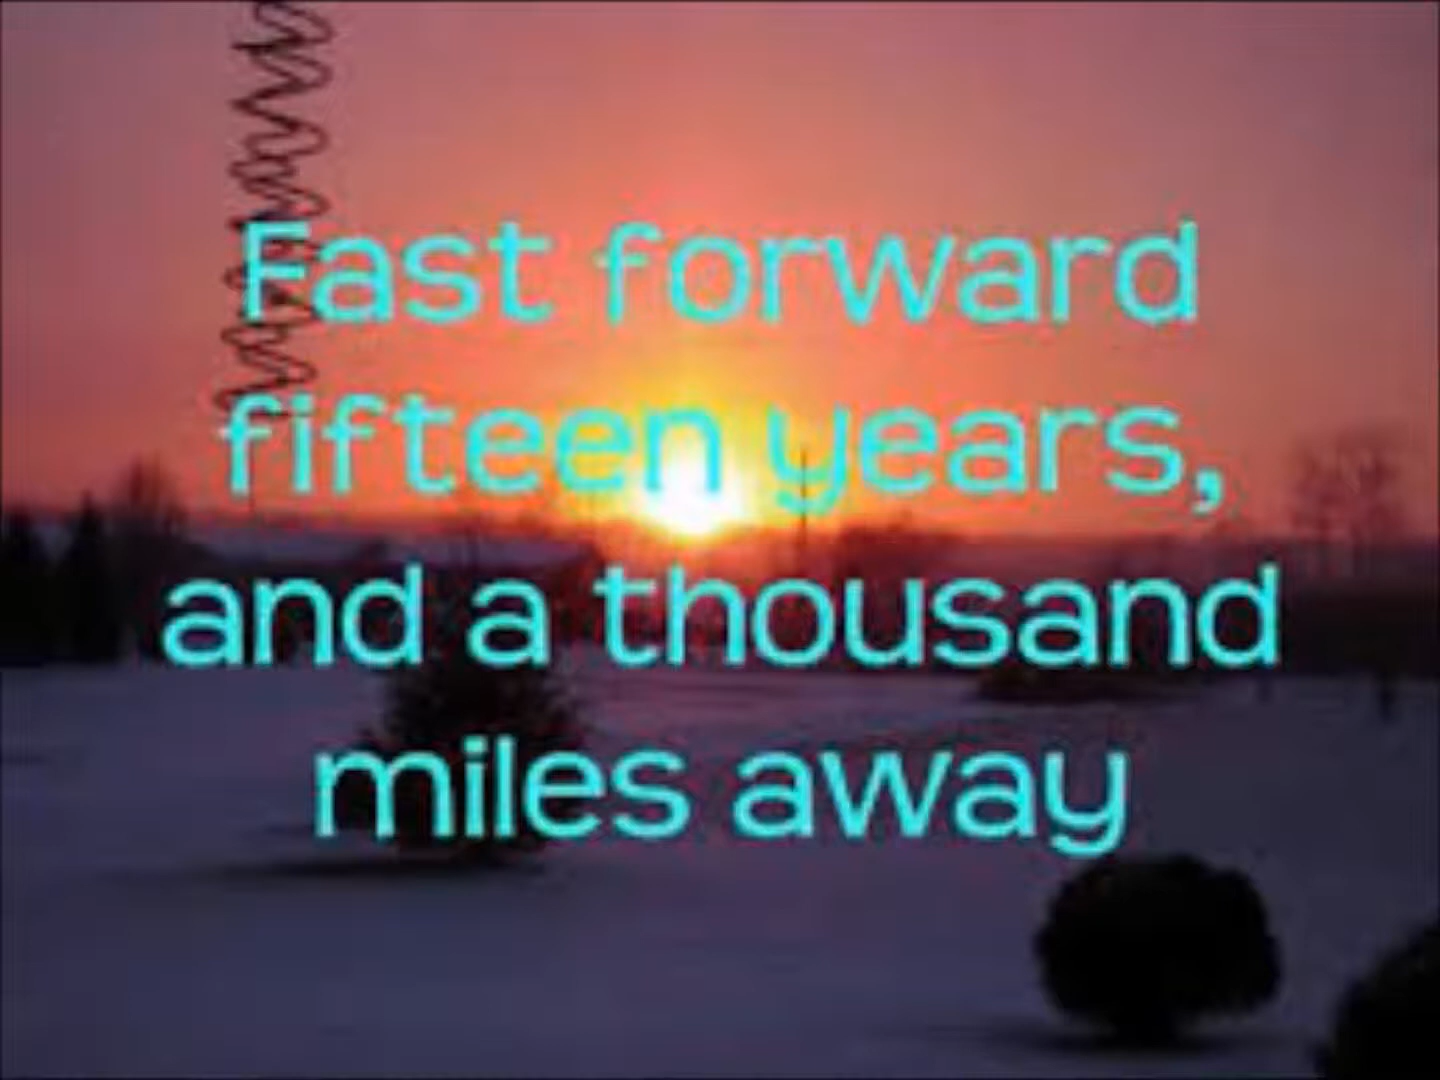 Fast forward
fifteen years,
and a thousand
miles away